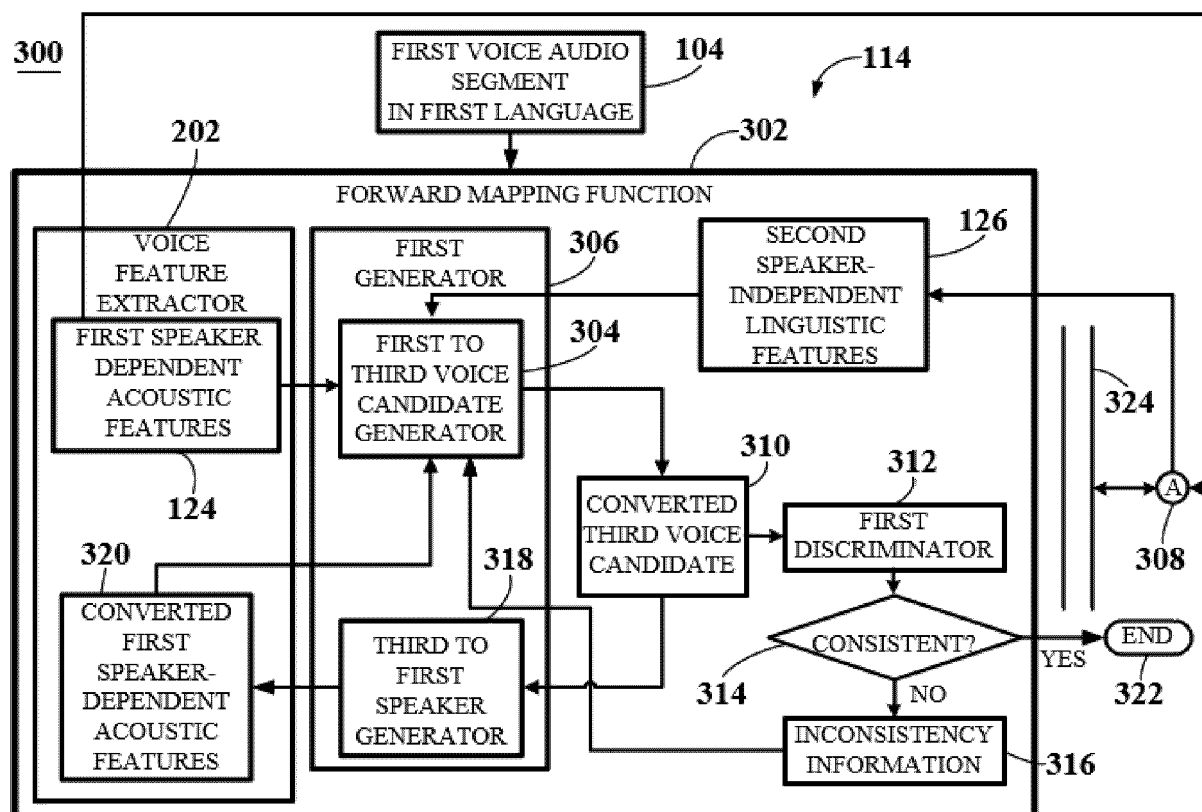 300
FIRST VOICE AUDIO
SEGMENT
IN FIRST LANGUAGE
104
114
202
302
FORWARD MAPPING FUNCTION
VOICE
FEATURE
EXTRACTOR
FIRST SPEAKER
DEPENDENT
ACOUSTIC
FEATURES
124
FIRST
GENERATOR
306
FIRST TO
THIRD VOICE
CANDIDATE
GENERATOR
304
SECOND
SPEAKER-
INDEPENDENT
LINGUISTIC
FEATURES
126
324
A
308
310
CONVERTED
THIRD VOICE
CANDIDATE
312
FIRST
DISCRIMINATOR
CONSISTENT?
314
YES
END
322
NO
INCONSISTENCY
INFORMATION
316
318
THIRD TO
FIRST
SPEAKER
GENERATOR
320
CONVERTED
FIRST
SPEAKER-
DEPENDENT
ACOUSTIC
FEATURES